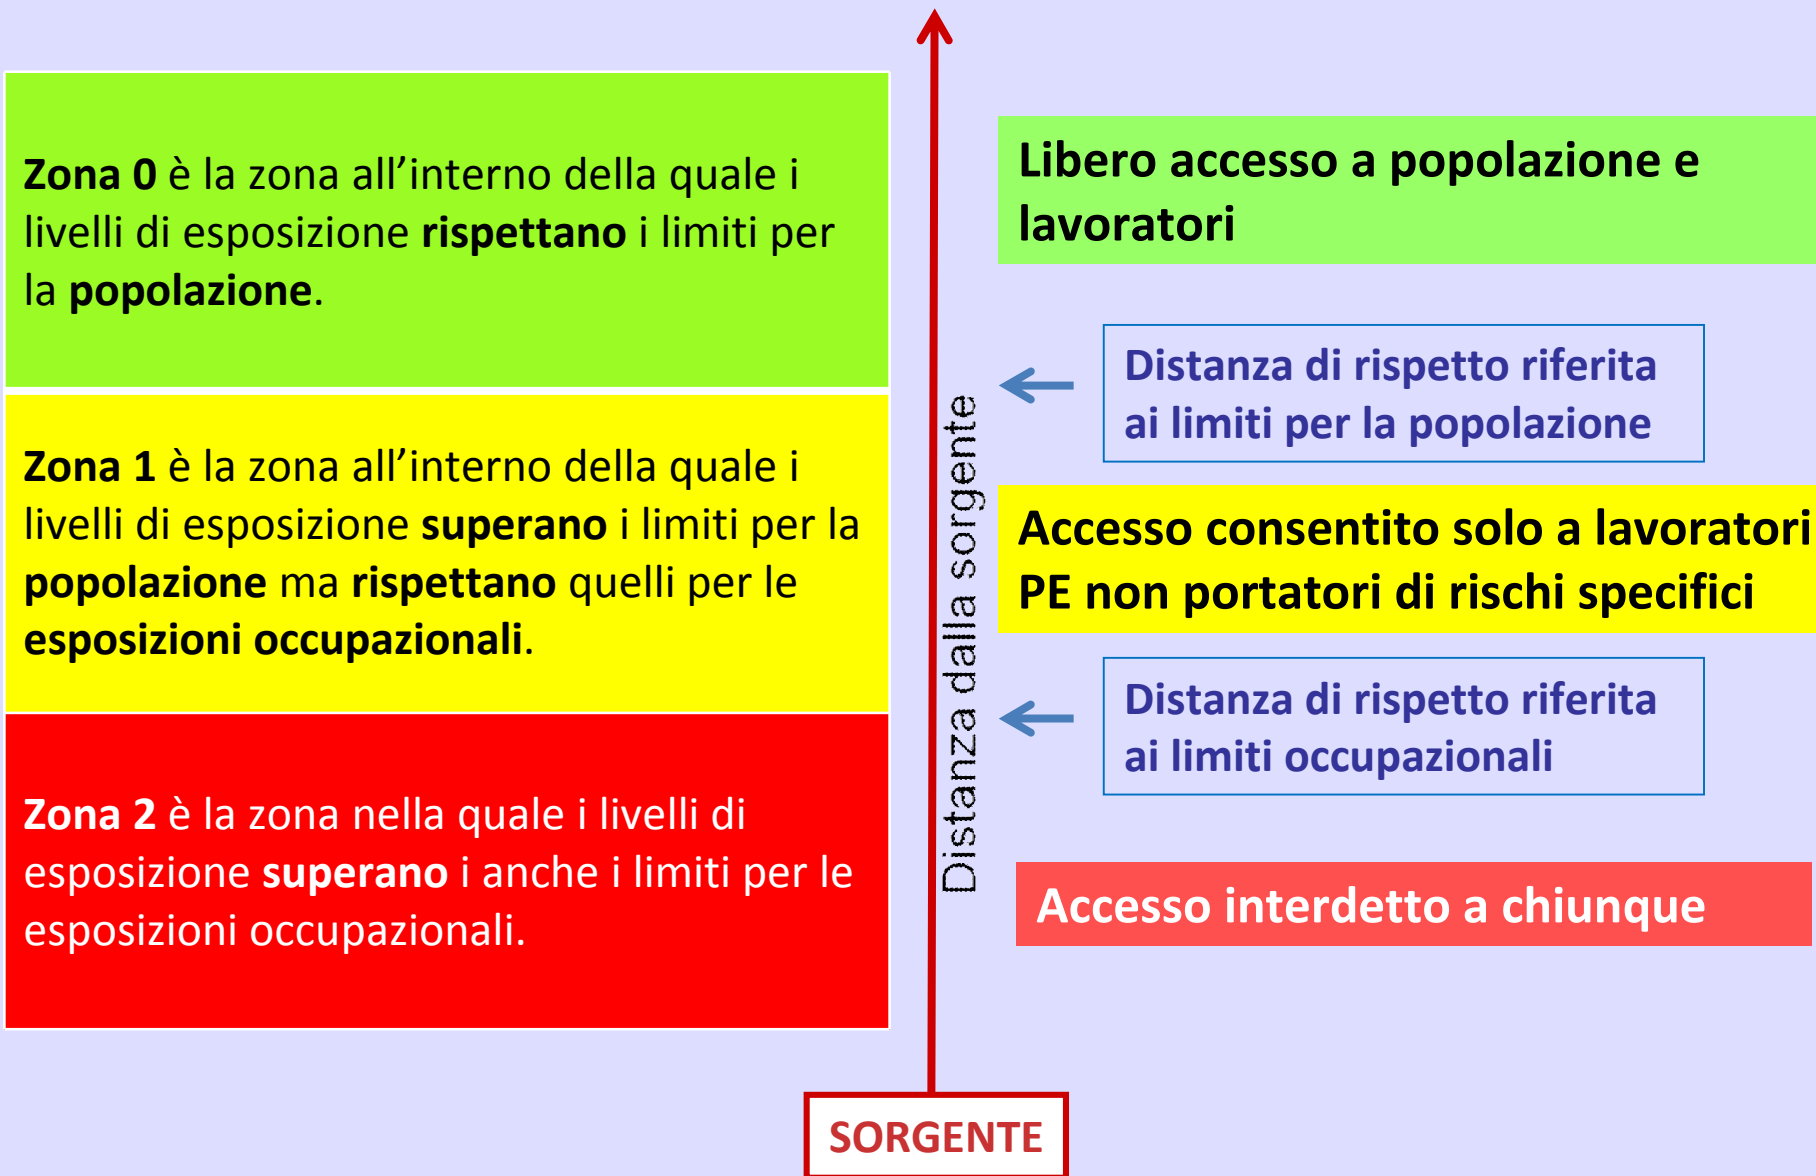 Zona 0 è la zona all’interno della quale i
livelli di esposizione rispettano i limiti per
la popolazione.
Zona 1 è la zona all’interno della quale i
livelli di esposizione superano i limiti per la
popolazione ma rispettano quelli per le
esposizioni occupazionali.
Zona 2 è la zona nella quale i livelli di
esposizione superano i anche i limiti per le
esposizioni occupazionali.
Distanza dalla sorgente
Libero accesso a popolazione e
lavoratori
Distanza di rispetto riferita
ai limiti per la popolazione
Accesso consentito solo a lavoratori
PE non portatori di rischi specifici
Distanza di rispetto riferita
ai limiti occupazionali
Accesso interdetto a chiunque
SORGENTE